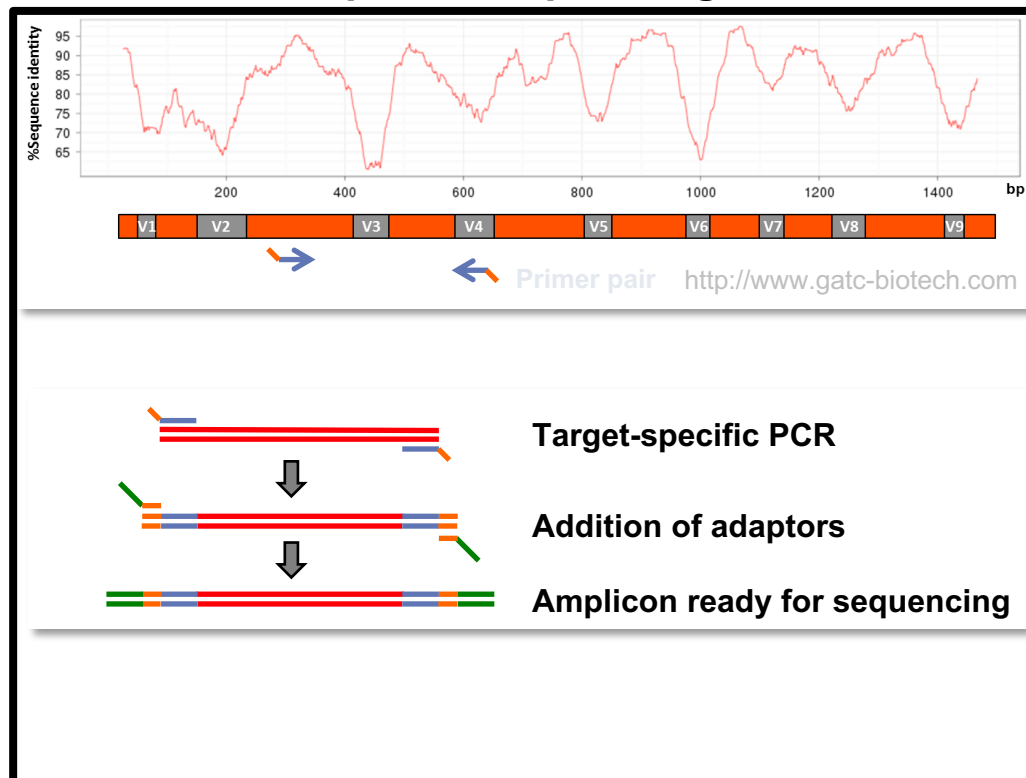 %Sequence identity
95
90
85
80
75
70
65
200 400 600 800 1000 1200 1400 bp
V1 V2 V3 V4 V5 V6 V7 V8 V9
Primer pair http://www.gatc-biotech.com
Target-specific PCR
Addition of adaptors
Amplicon ready for sequencing